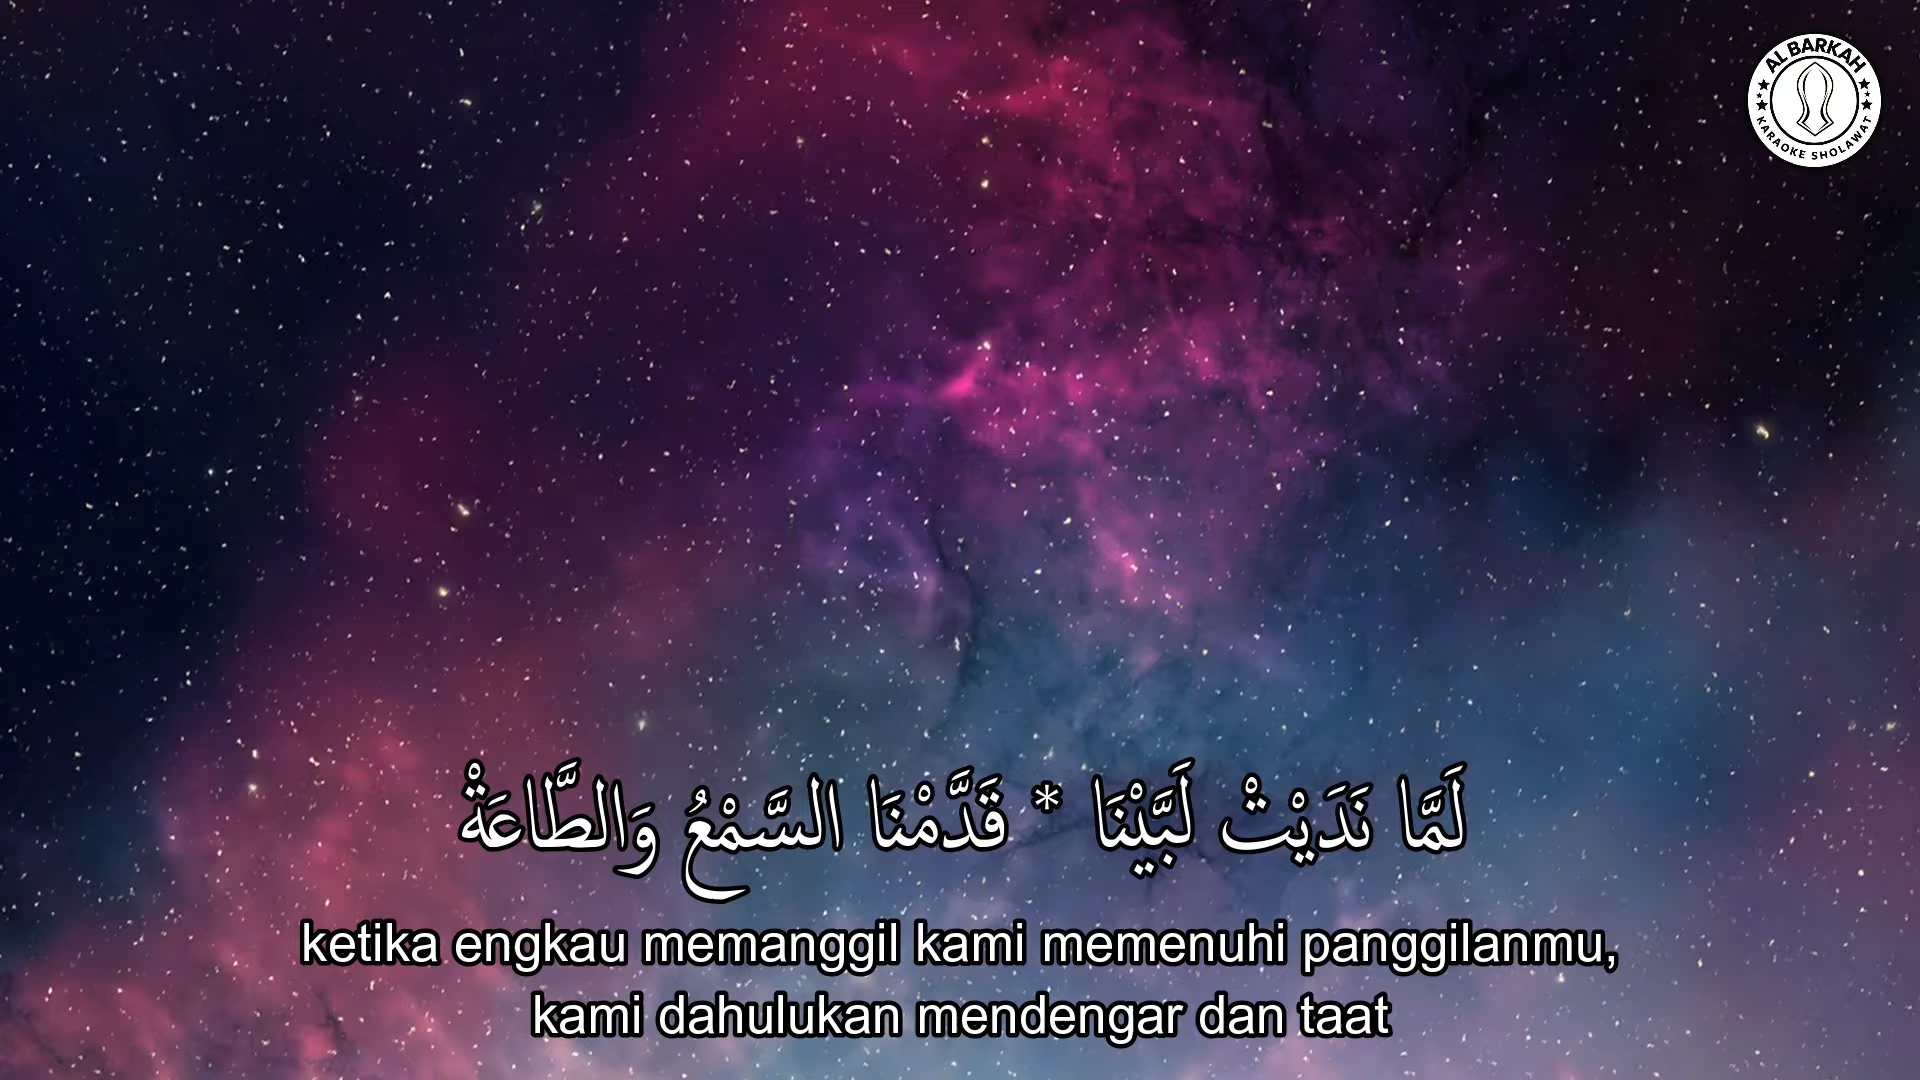 AL BARKAH
KARAOKE SHOLAWAT
لَمَّا نَدَيْتْ لَبَّيْنَا * قَدَّمْنَا السَّمْعُ وَالطَّاعَةْ
ketika engkau memanggil kami memenuhi panggilanmu,
kami dahulukan mendengar dan taat